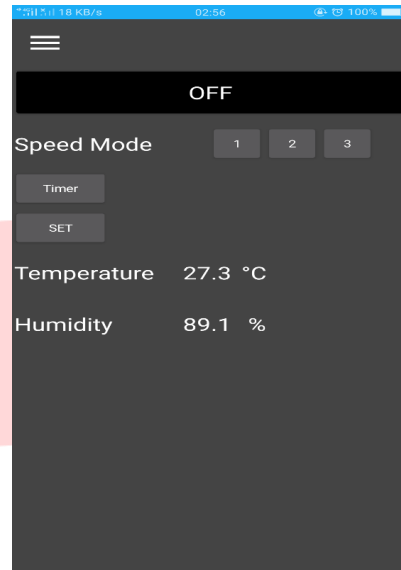 18 KB/s 02:56 100%
OFF
Speed Mode 1 2 3
Timer
SET
Temperature 27.3 °C
Humidity 89.1 %